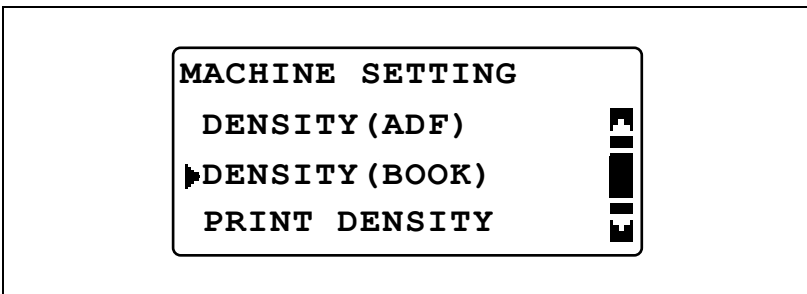 MACHINE SETTING
DENSITY(ADF)
DENSITY(BOOK)
PRINT DENSITY